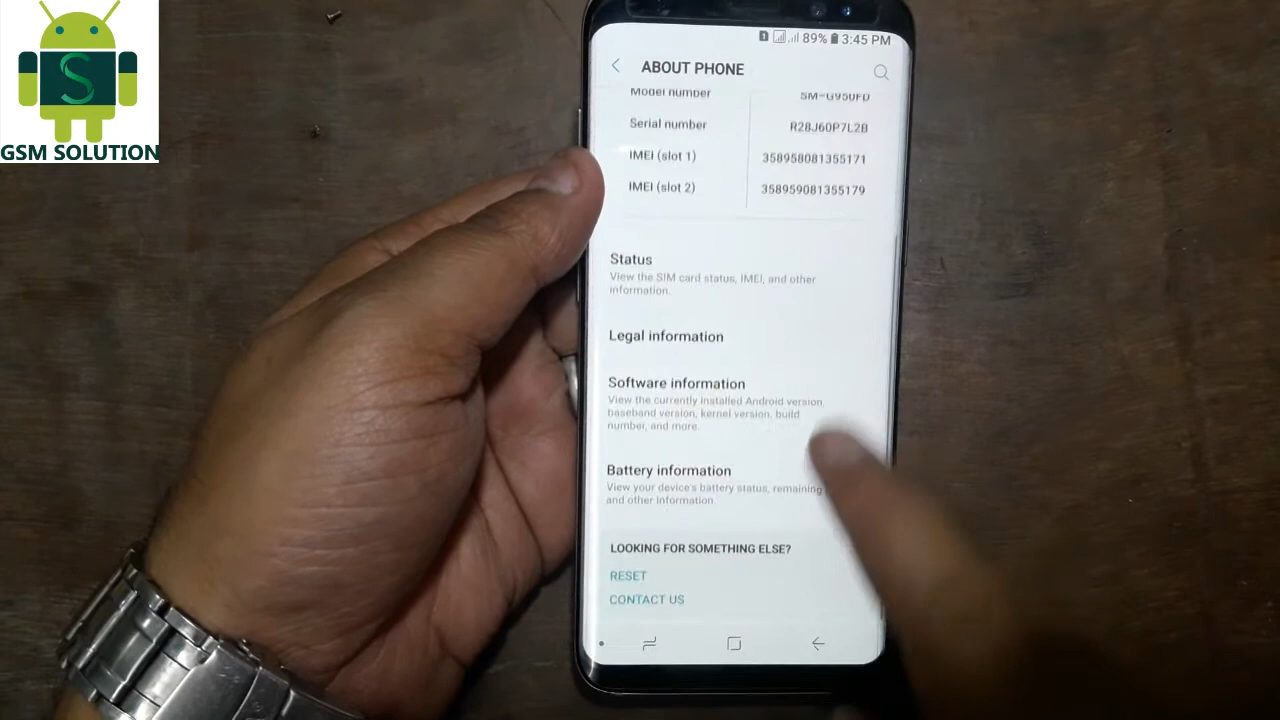 S
GSM SOLUTION
89% 3:45 PM
ABOUT PHONE
Model number SM-G950FD
Serial number R28J60P7L2B
IMEI (slot 1) 358958081355171
IMEI (slot 2) 358959081355179
Status
View the SIM card status, IMEI, and other
information.
Legal information
Software information
View the currently installed Android version,
baseband version, kernel version, build
number, and more.
Battery information
View your device's battery status, remaining
and other information.
LOOKING FOR SOMETHING ELSE?
RESET
CONTACT US